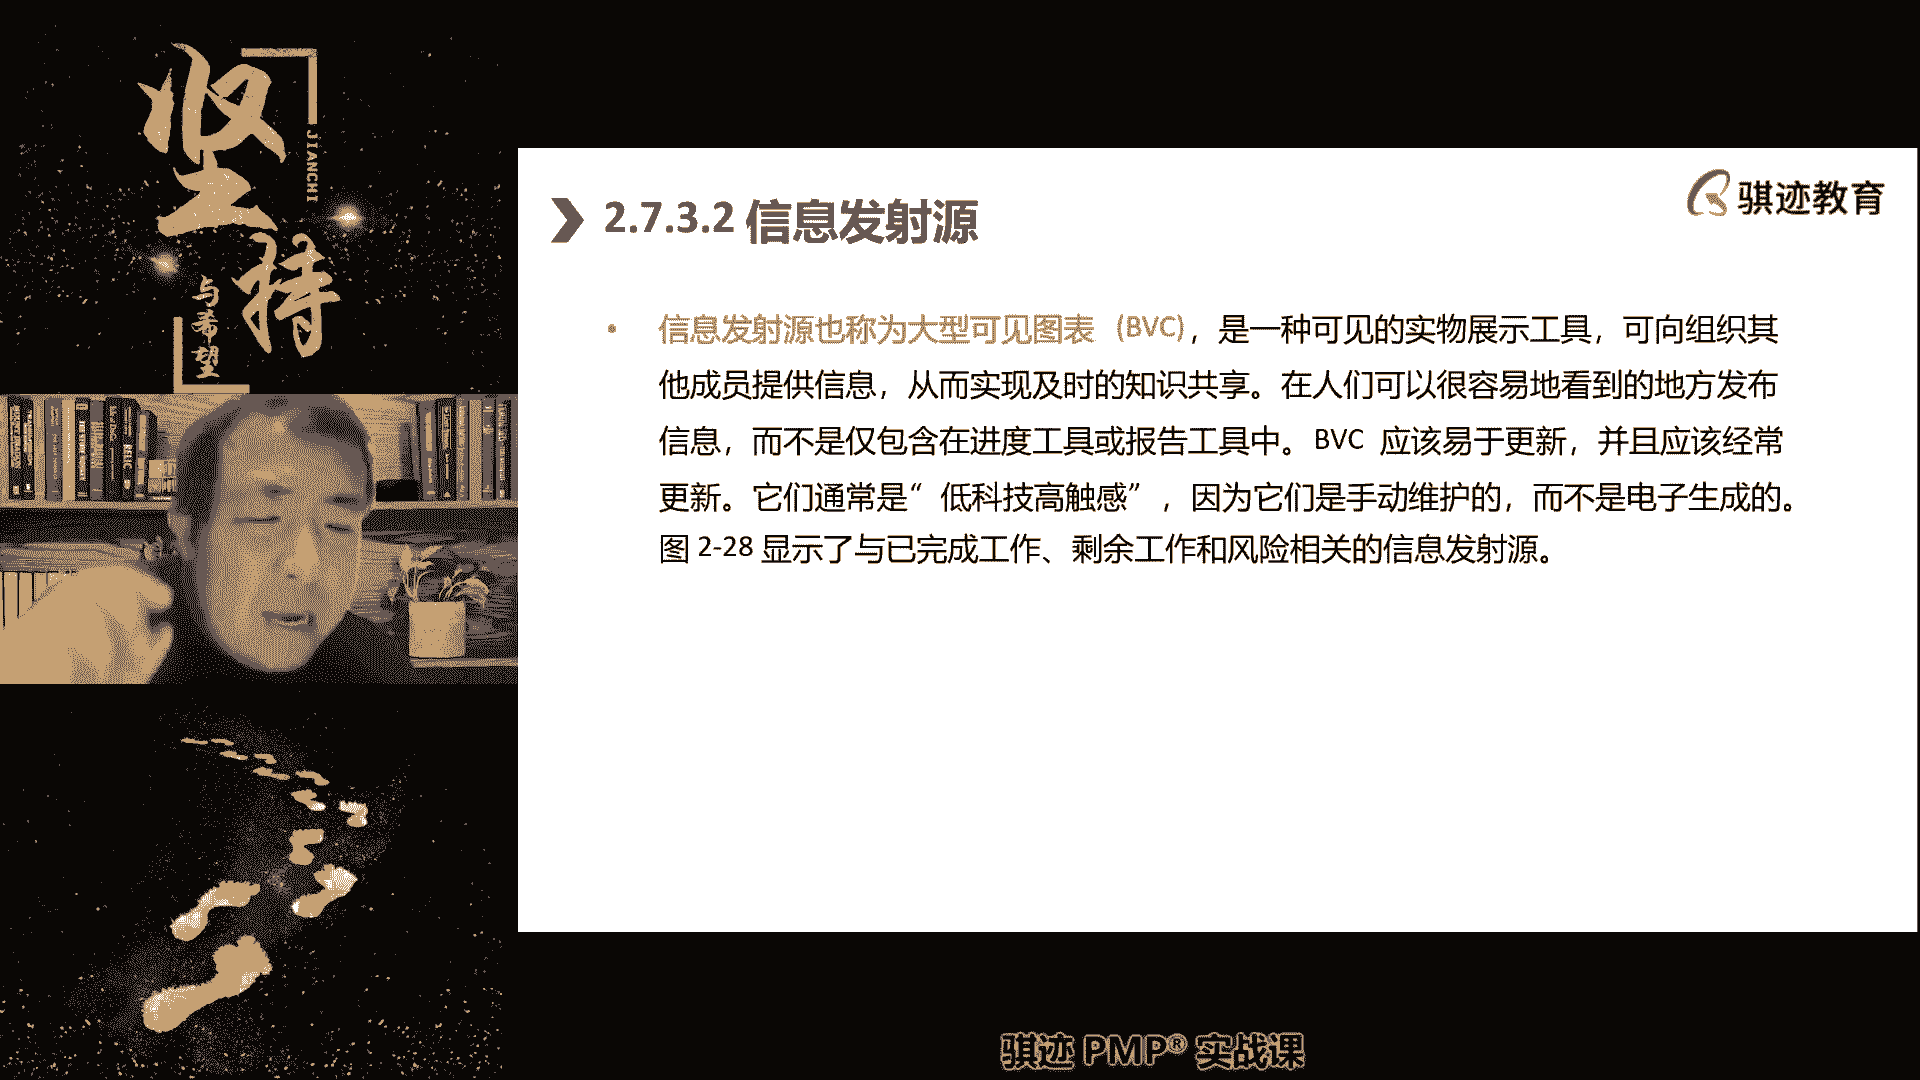 坚持
JIANCHI
与希望
骐迹教育
2.7.3.2 信息发射源
• 信息发射源也称为大型可见图表 (BVC)，是一种可见的实物展示工具，可向组织其
他成员提供信息，从而实现及时的知识共享。在人们可以很容易地看到的地方发布
信息，而不是仅包含在进度工具或报告工具中。BVC 应该易于更新，并且应该经常
更新。它们通常是“低科技高触感”，因为它们是手动维护的，而不是电子生成的。
图 2-28 显示了与已完成工作、剩余工作和风险相关的信息发射源。
骐迹 PMP® 实战课